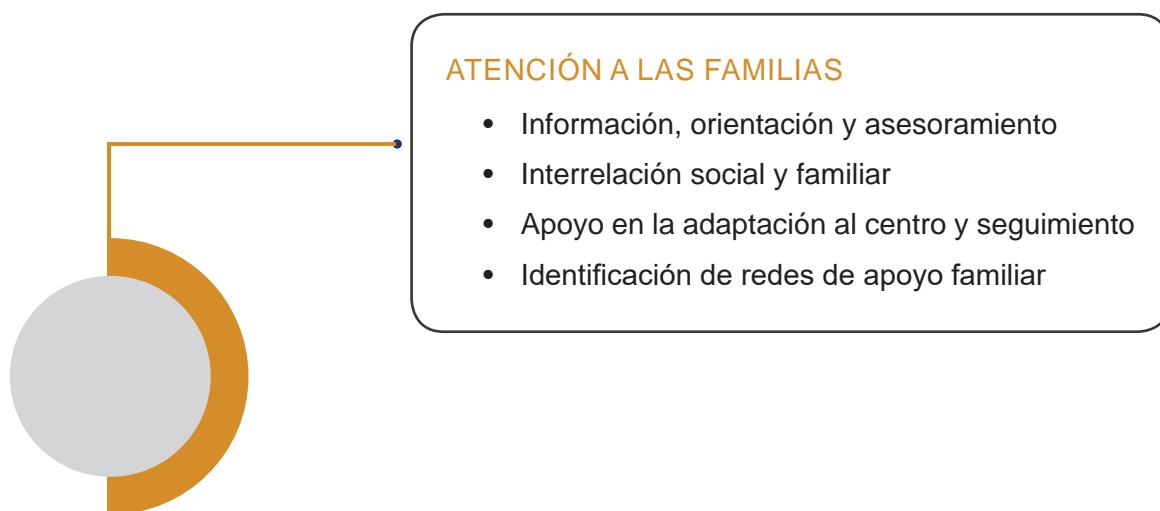 ATENCIÓN A LAS FAMILIAS
• Información, orientación y asesoramiento
• Interrelación social y familiar
• Apoyo en la adaptación al centro y seguimiento
• Identificación de redes de apoyo familiar